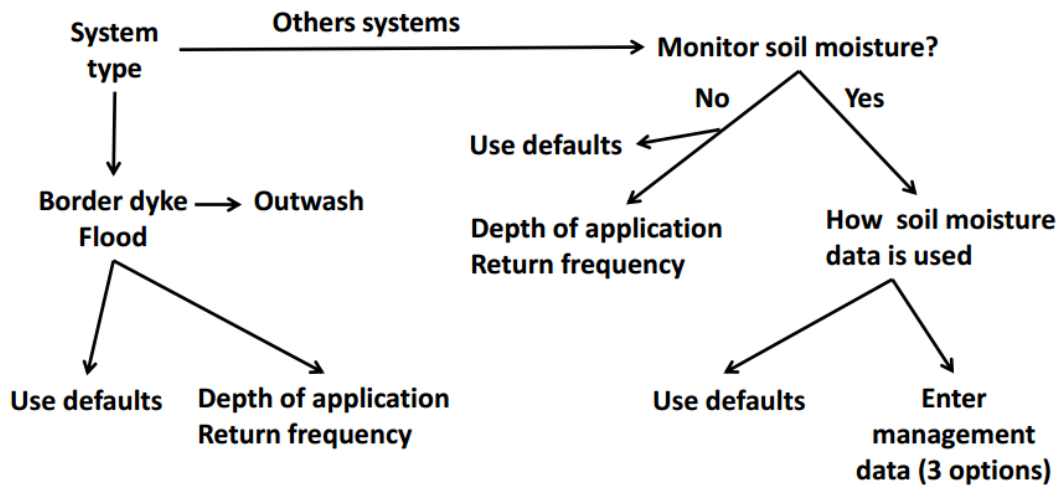 Others systems
System
type
Monitor soil moisture?
No
Yes
Use defaults
Border dyke
Flood
Outwash
Depth of application
Return frequency
How soil moisture
data is used
Use defaults
Depth of application
Return frequency
Use defaults
Enter
management
data (3 options)